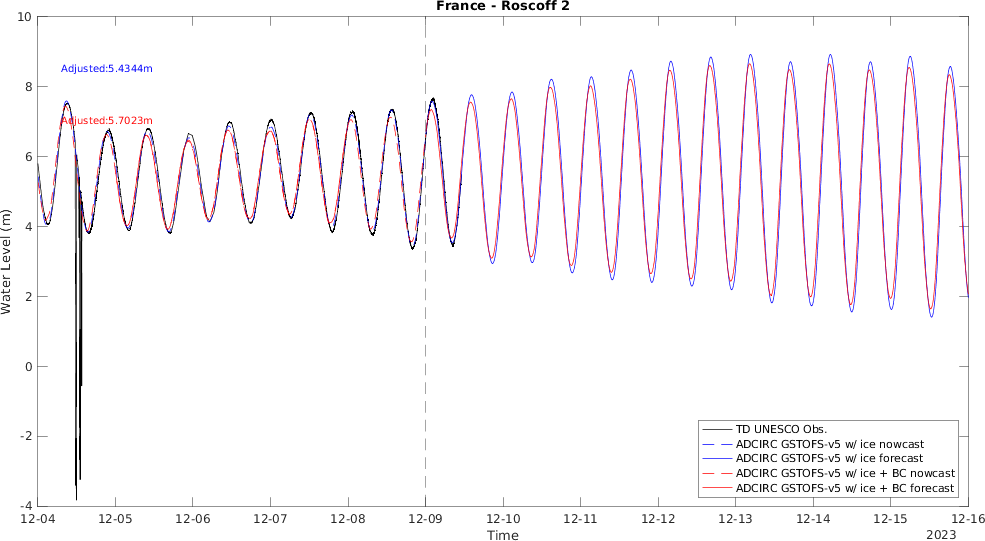 France - Roscoff 2
Water Level (m)
10
8
6
4
2
0
-2
-4
Adjusted:5.4344m
Adjusted:5.7023m
TD UNESCO Obs.
ADCIRC GSTOFS-v5 w/ ice nowcast
ADCIRC GSTOFS-v5 w/ ice forecast
ADCIRC GSTOFS-v5 w/ ice + BC nowcast
ADCIRC GSTOFS-v5 w/ ice + BC forecast
12-04 12-05 12-06 12-07 12-08 12-09 12-10 12-11 12-12 12-13 12-14 12-15 12-16
Time
2023